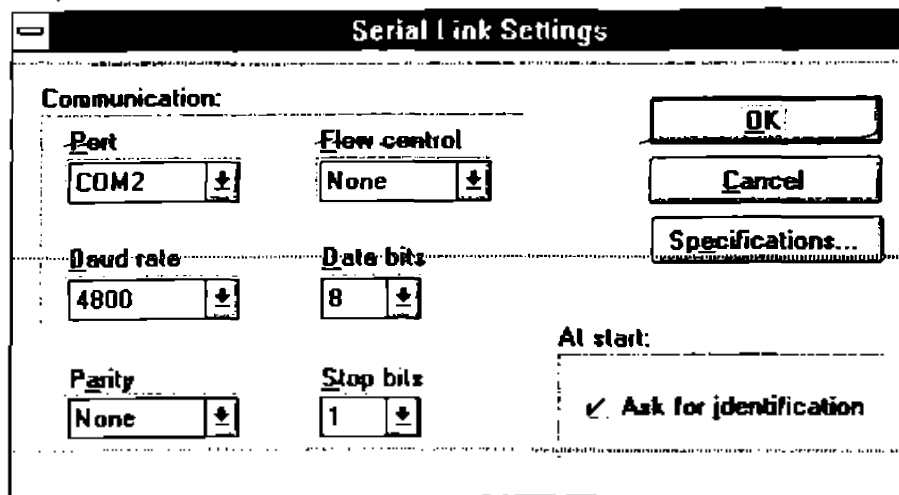 Serial Link Settings
Communication:
Port
Flow control
OK
COM2
None
Cancel
Specifications...
Baud rate
Data bits
4800
8
At start:
Parity
Stop bits
None
1
Ask for identification